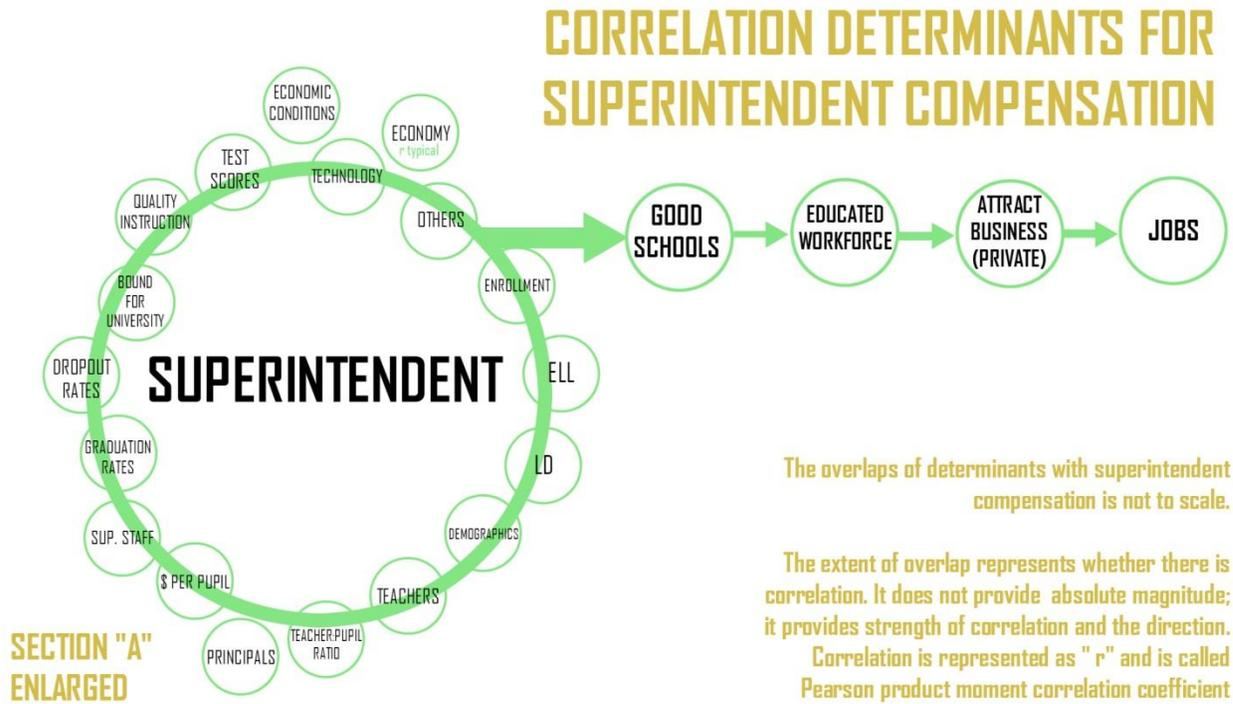 CORRELATION DETERMINANTS FOR
SUPERINTENDENT COMPENSATION
ECONOMIC
CONDITIONS
ECONOMY
r typical
TEST
SCORES
TECHNOLOGY
OTHERS
QUALITY
INSTRUCTION
BOUND
FOR
UNIVERSITY
ENROLLMENT
DROPOUT
RATES
SUPERINTENDENT
ELL
GRADUATION
RATES
LD
SUP. STAFF
DEMOGRAPHICS
$ PER PUPIL
TEACHERS
PRINCIPALS
TEACHER:PUPIL
RATIO
GOOD
SCHOOLS
EDUCATED
WORKFORCE
ATTRACT
BUSINESS
(PRIVATE)
JOBS
The overlaps of determinants with superintendent
compensation is not to scale.
The extent of overlap represents whether there is
correlation. It does not provide absolute magnitude;
it provides strength of correlation and the direction.
Correlation is represented as " r" and is called
Pearson product moment correlation coefficient
SECTION "A"
ENLARGED